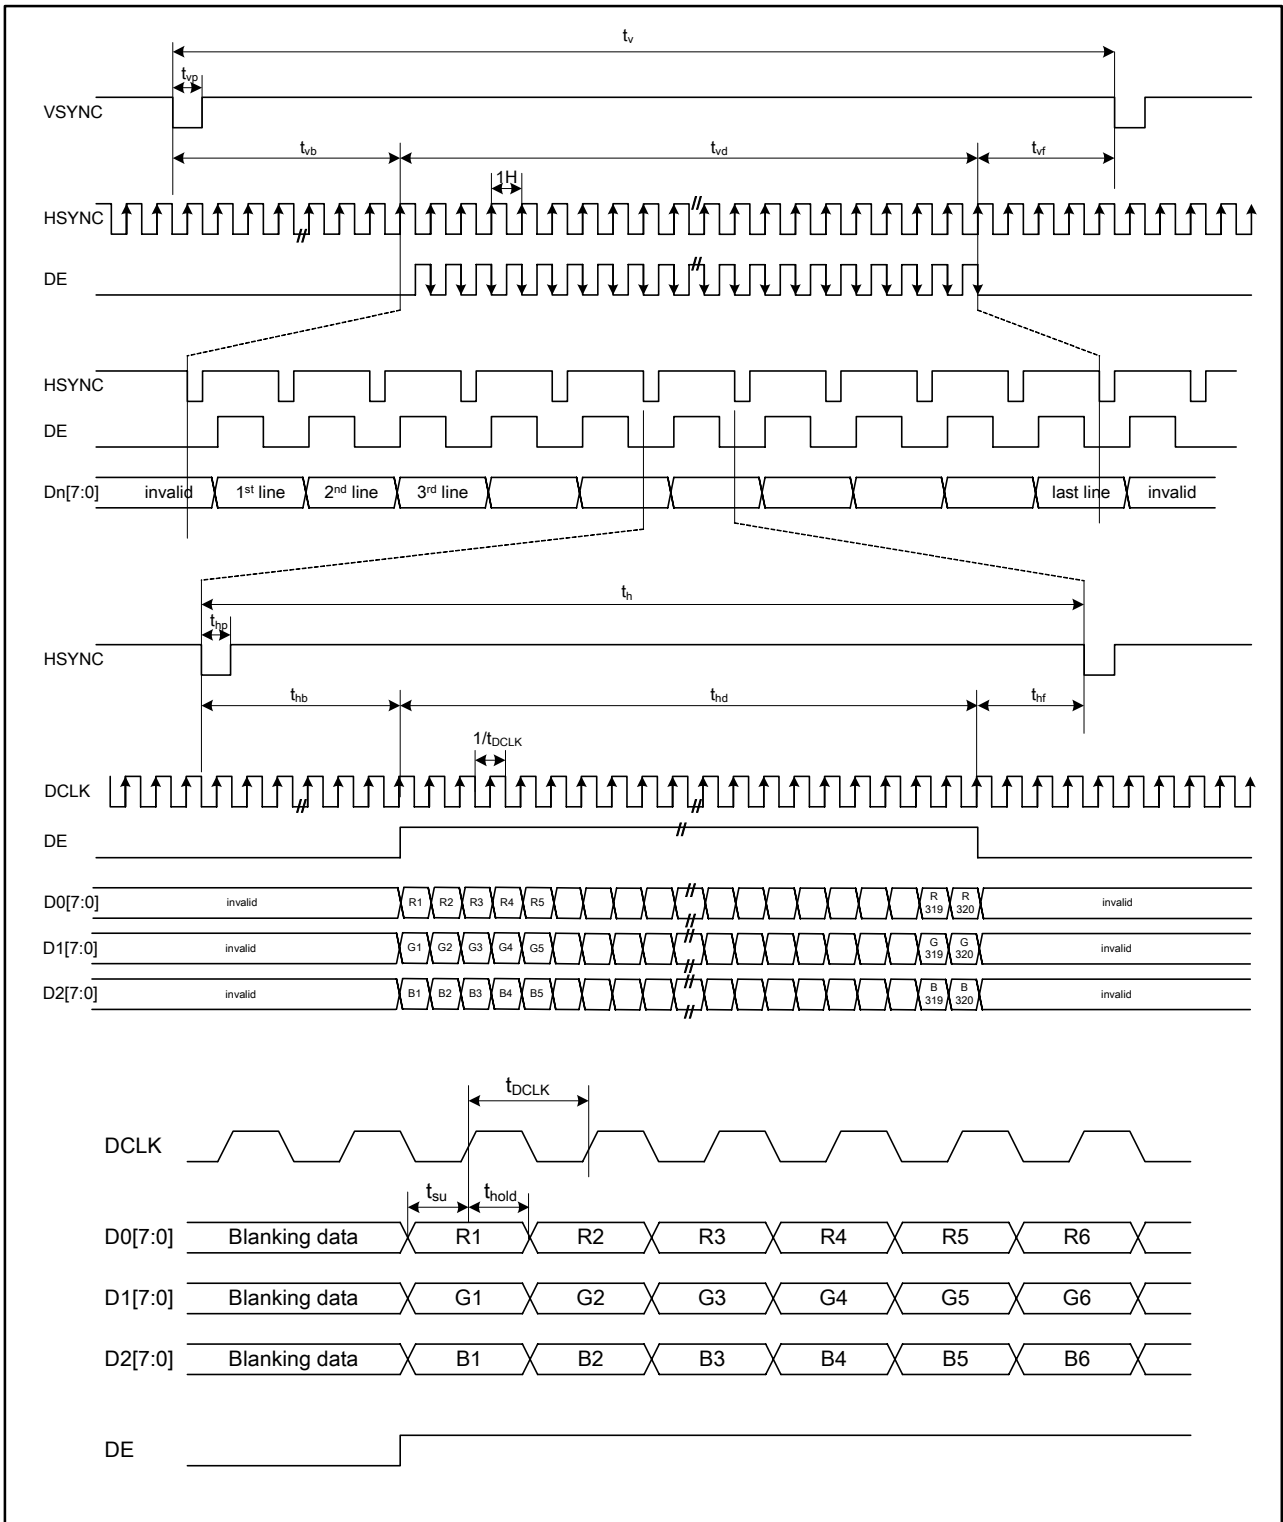 tv
tvp
VSYNC
tvb
tvd
tvf
1H
HSYNC
DE
HSYNC
DE
Dn[7:0] invalid 1st line 2nd line 3rd line last line invalid
th
thp
HSYNC
thb
thd
thf
1/tDCLK
DCLK
DE
D0[7:0] invalid R1 R2 R3 R4 R5 R 319 R 320 invalid
D1[7:0] invalid G1 G2 G3 G4 G5 G 319 G 320 invalid
D2[7:0] invalid B1 B2 B3 B4 B5 B 319 B 320 invalid
tDCLK
DCLK
tsu thold
D0[7:0] Blanking data R1 R2 R3 R4 R5 R6
D1[7:0] Blanking data G1 G2 G3 G4 G5 G6
D2[7:0] Blanking data B1 B2 B3 B4 B5 B6
DE